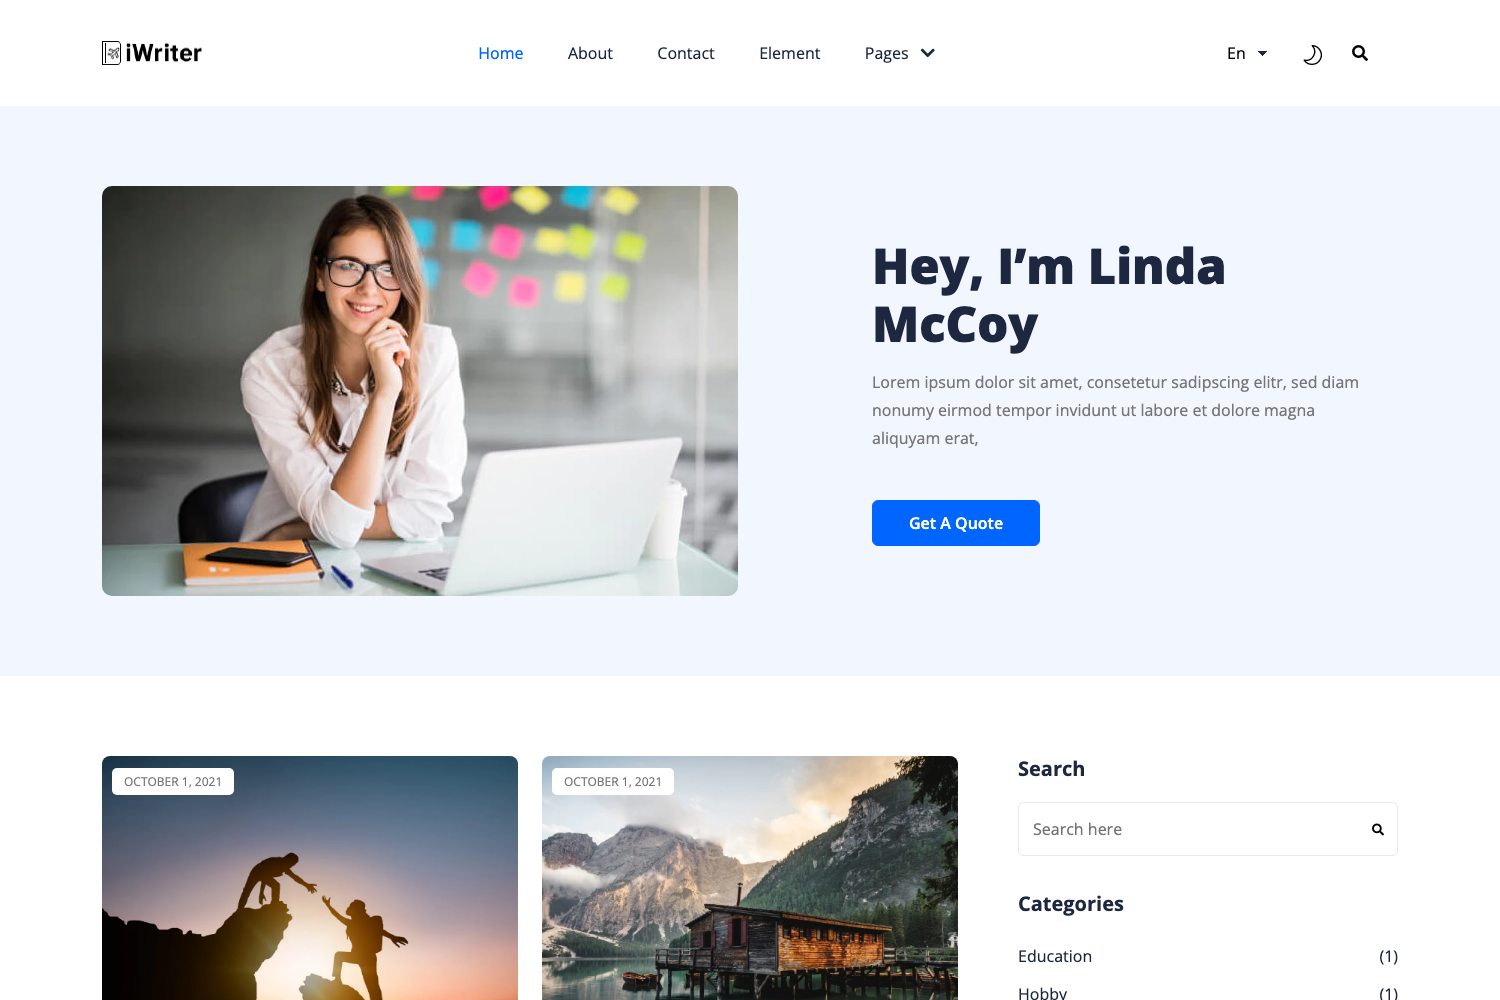 iWriter
Home About Contact Element Pages
En
Hey, I’m Linda
McCoy
Lorem ipsum dolor sit amet, consetetur sadipscing elitr, sed diam
nonumy eirmod tempor invidunt ut labore et dolore magna
aliquyam erat,
Get A Quote
OCTOBER 1, 2021
OCTOBER 1, 2021
Search
Search here
Categories
Education (1)
Hobby (1)